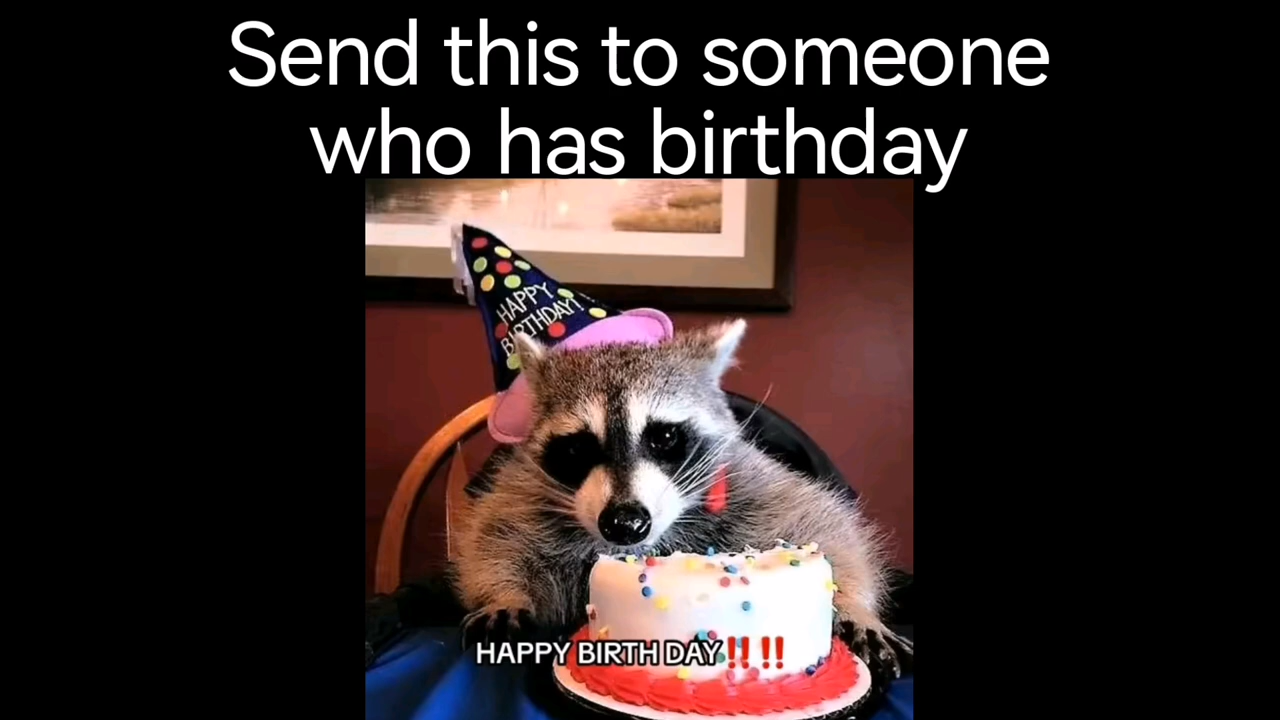 Send this to someone
who has birthday
HAPPY
BIRTHDAY!
HAPPY BIRTH DAY‼️ ‼️